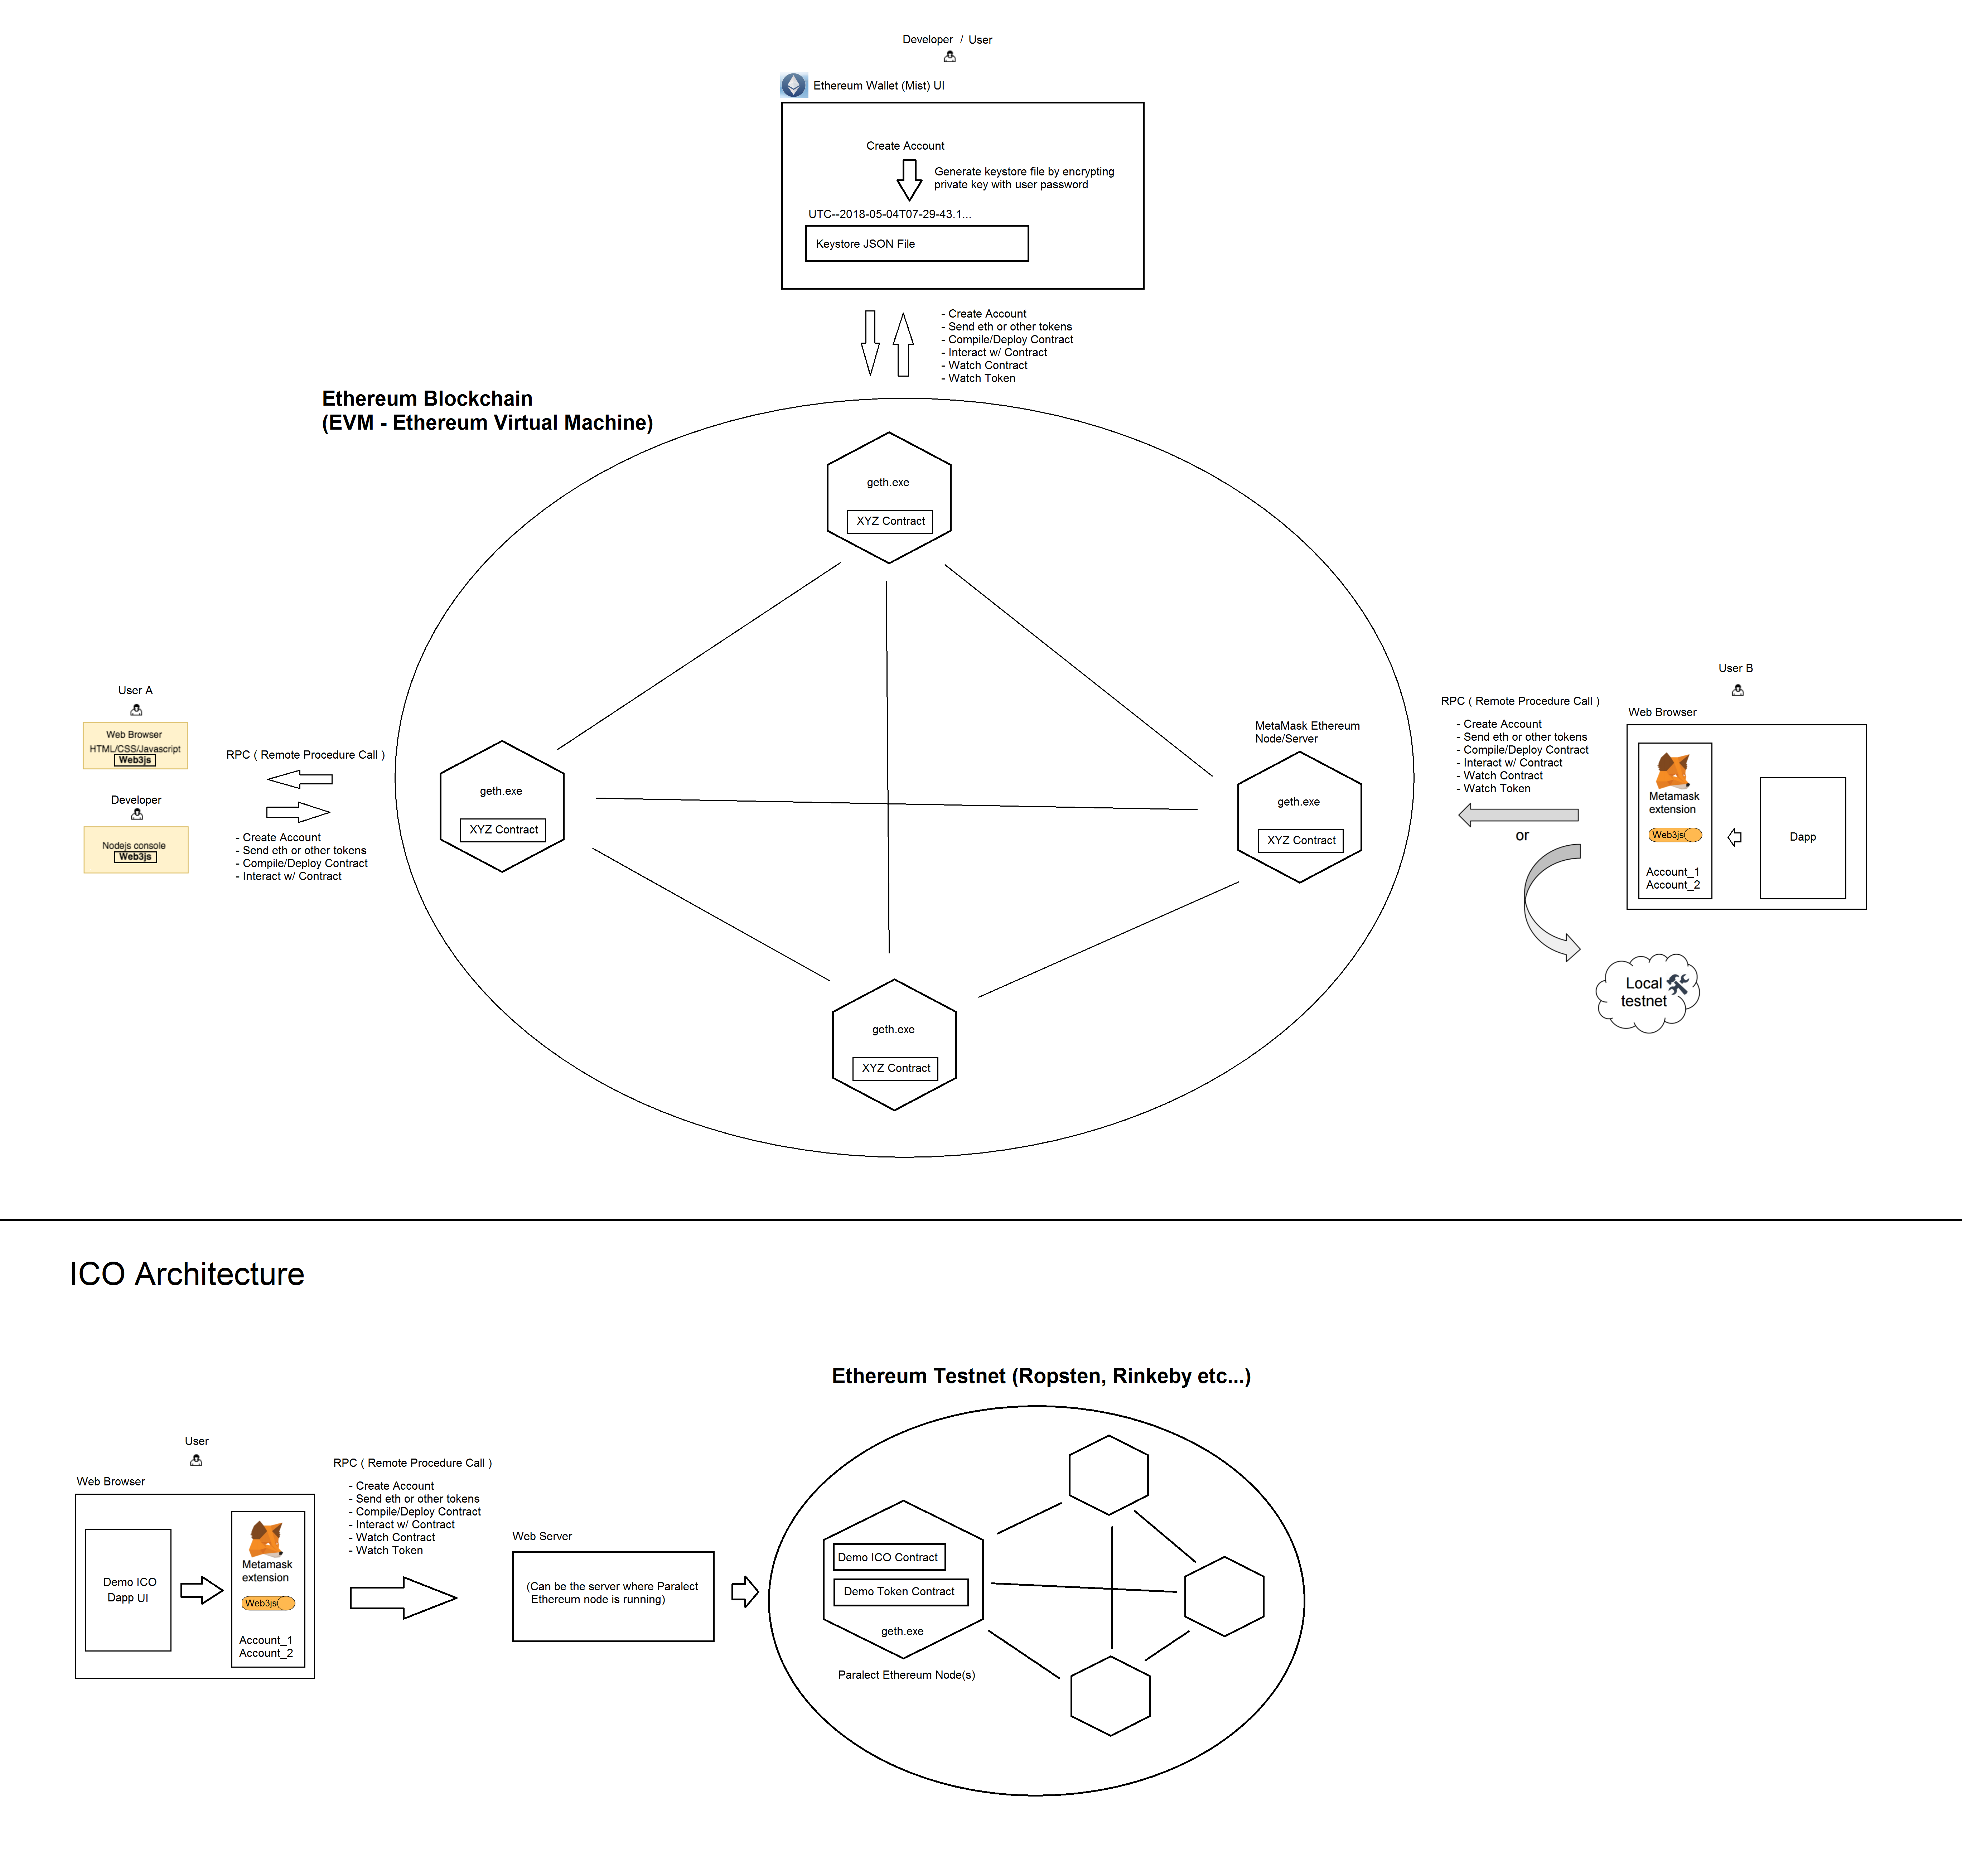 Developer / User
Ethereum Wallet (Mist) UI
Create Account
Generate keystore file by encrypting
private key with user password
UTC--2018-05-04T07-29-43.1...
Keystore JSON File
- Create Account
- Send eth or other tokens
- Compile/Deploy Contract
- Interact w/ Contract
- Watch Contract
- Watch Token
Ethereum Blockchain
(EVM - Ethereum Virtual Machine)
geth.exe
XYZ Contract
User A
Web Browser
HTML/CSS/Javascript
Web3js
Developer
Nodejs console
Web3js
RPC ( Remote Procedure Call )
- Create Account
- Send eth or other tokens
- Compile/Deploy Contract
- Interact w/ Contract
geth.exe
XYZ Contract
MetaMask Ethereum
Node/Server
geth.exe
XYZ Contract
geth.exe
XYZ Contract
RPC ( Remote Procedure Call )
- Create Account
- Send eth or other tokens
- Compile/Deploy Contract
- Interact w/ Contract
- Watch Contract
- Watch Token
or
User B
Web Browser
Metamask
extension
Web3js
Account_1
Account_2
Dapp
Local
testnet
ICO Architecture
Ethereum Testnet (Ropsten, Rinkeby etc...)
User
Web Browser
Demo ICO
Dapp UI
Metamask
extension
Web3js
Account_1
Account_2
RPC ( Remote Procedure Call )
- Create Account
- Send eth or other tokens
- Compile/Deploy Contract
- Interact w/ Contract
- Watch Contract
- Watch Token
Web Server
(Can be the server where Paralect
Ethereum node is running)
Demo ICO Contract
Demo Token Contract
geth.exe
Paralect Ethereum Node(s)